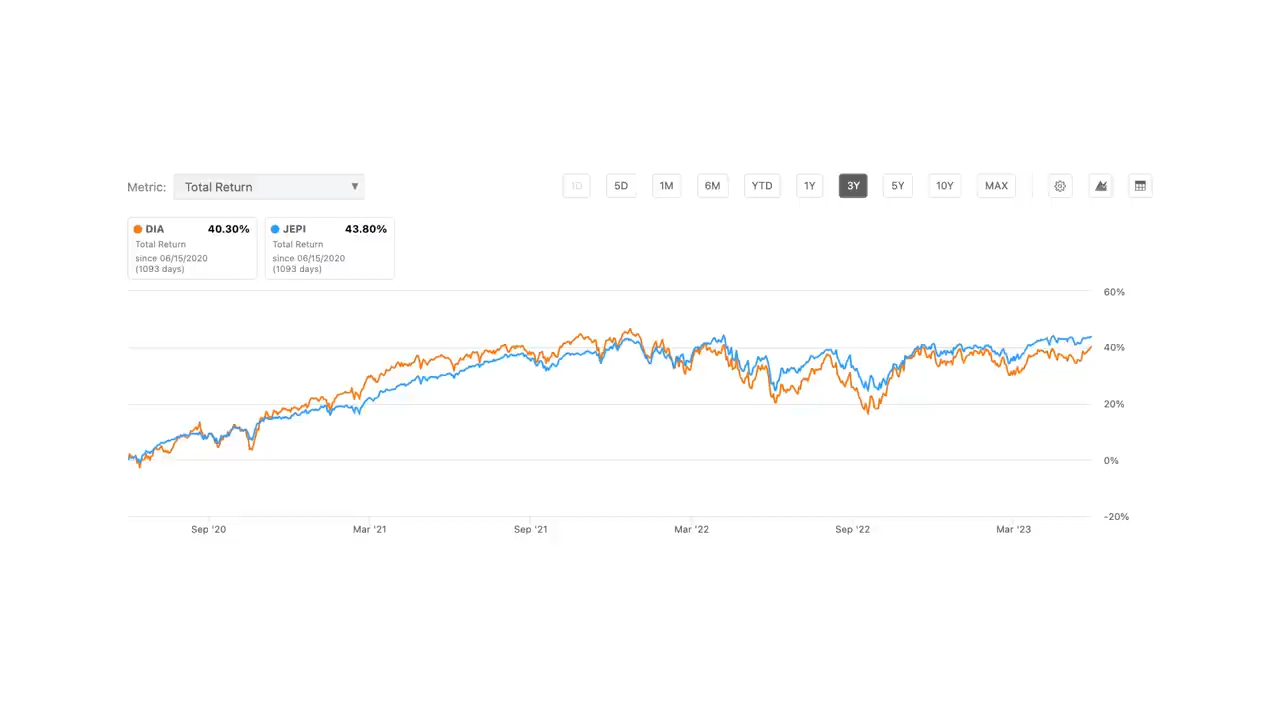 Metric: Total Return ▼ 1D 5D 1M 6M YTD 1Y 3Y 5Y 10Y MAX
DIA 40.30%
Total Return
since 06/15/2020
(1093 days)
JEPI 43.80%
Total Return
since 06/15/2020
(1093 days)
60%
40%
20%
0%
-20%
Sep '20 Mar '21 Sep '21 Mar '22 Sep '22 Mar '23